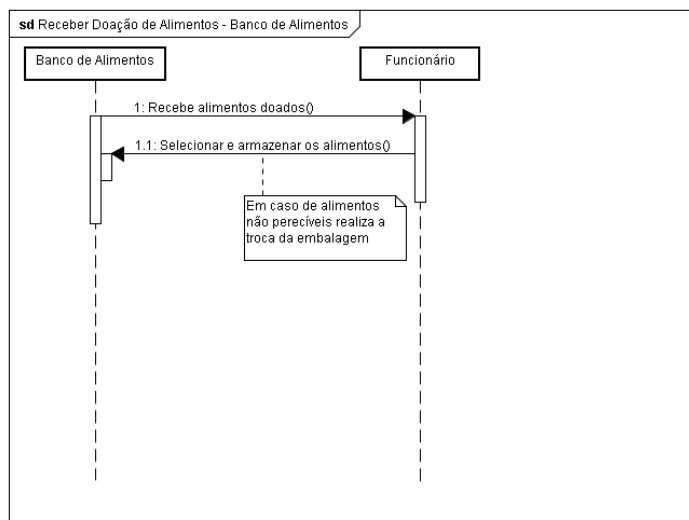 sd Receber Doação de Alimentos - Banco de Alimentos
Banco de Alimentos
Funcionário
1: Recebe alimentos doados()
1.1: Selecionar e armazenar os alimentos()
Em caso de alimentos
não perecíveis realiza a
troca da embalagem